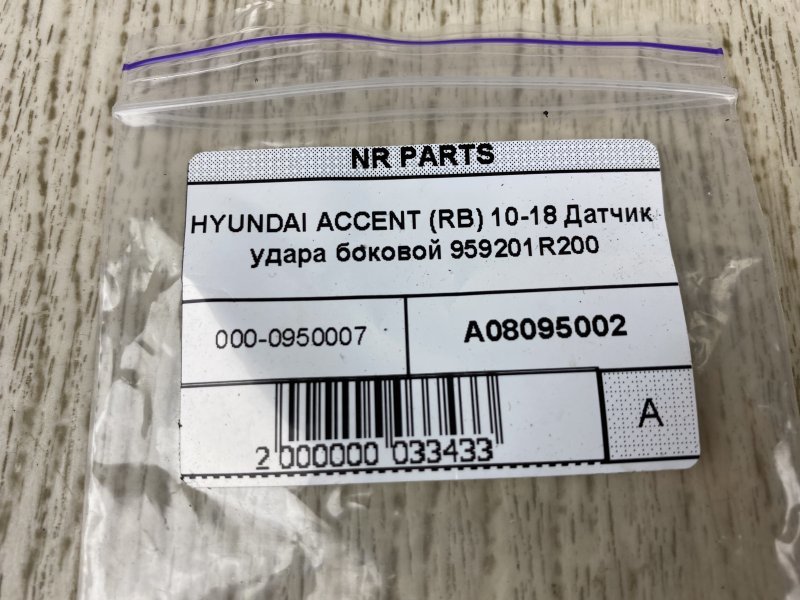 NR PARTS
HYUNDAI ACCENT (RB) 10-18 Датчик
удара боковой 959201R200
000-0950007
A08095002
A
2 000000 033433